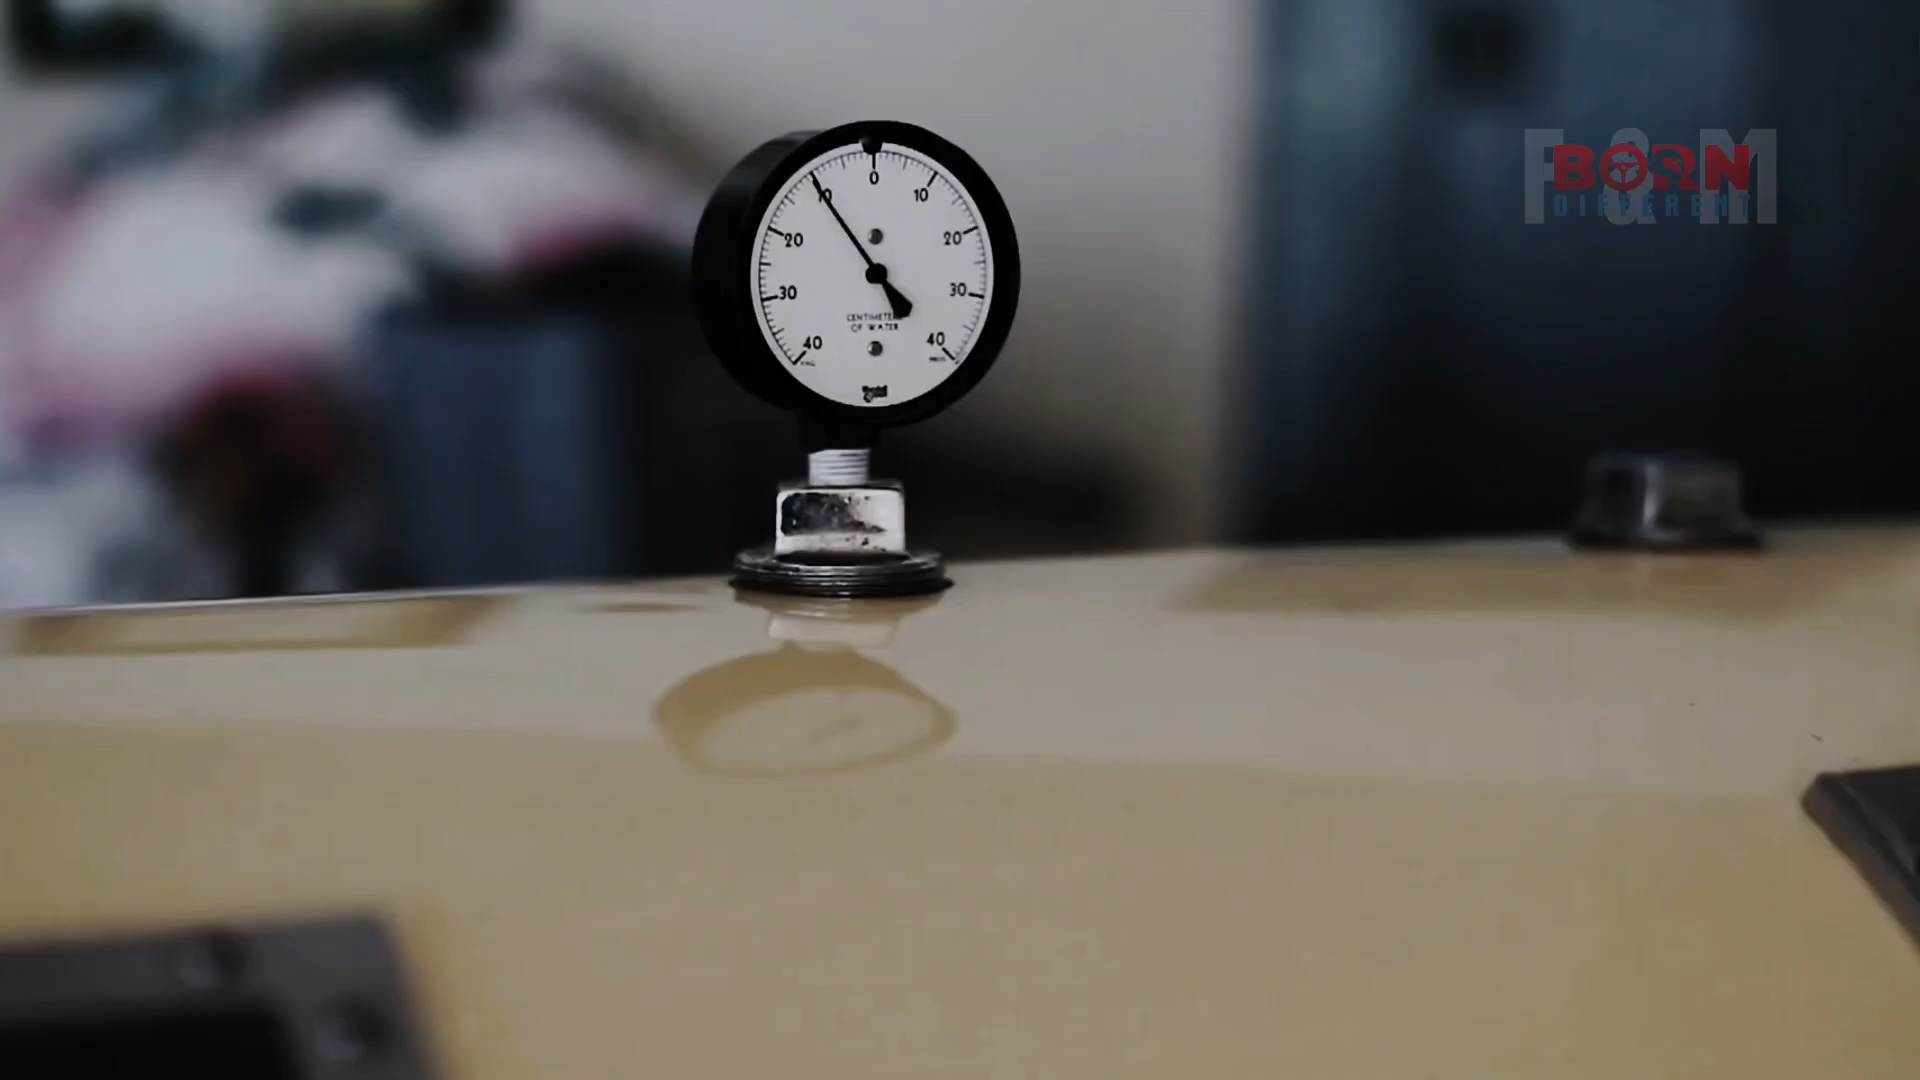 0
10 10
20 20
30 30
40 40
CENTIMETERS
OF WATER
BORN
DIFFERENT